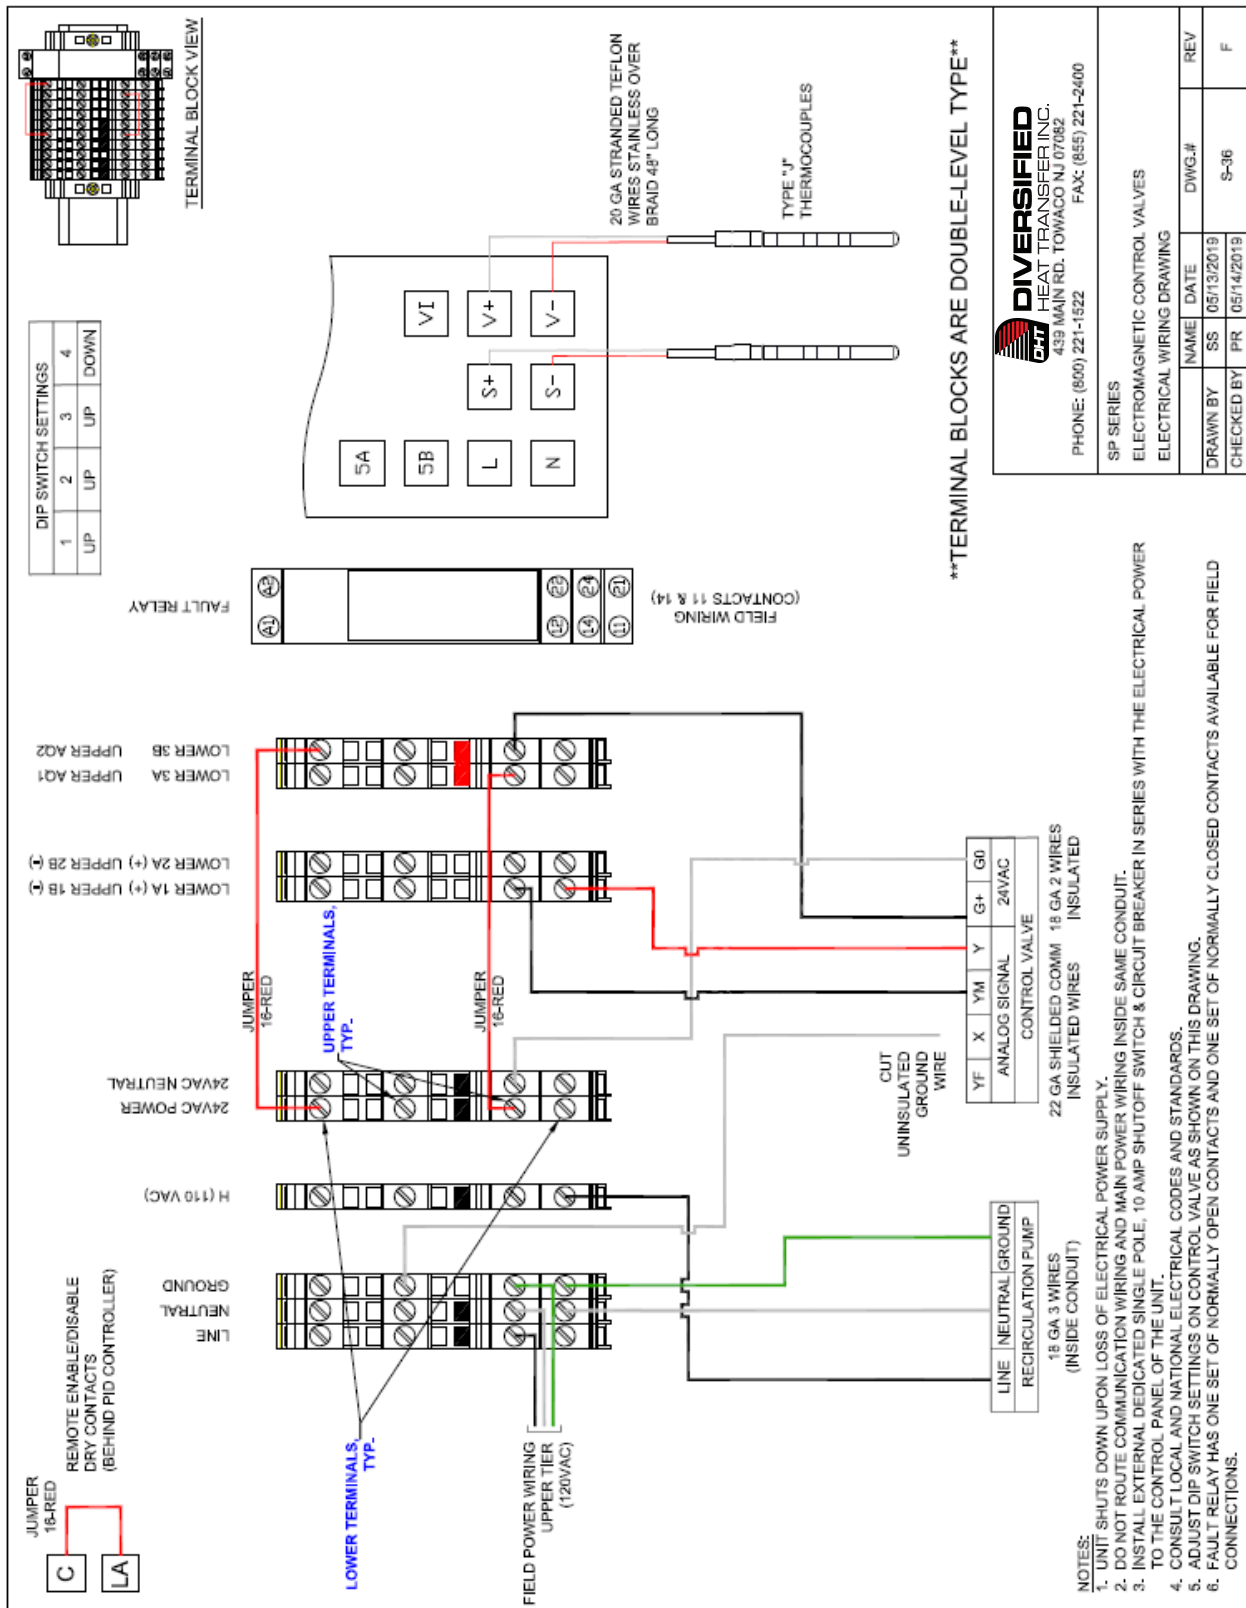 JUMPER
16-RED
C
LA
REMOTE ENABLE/DISABLE
DRY CONTACTS
(BEHIND PID CONTROLLER)
DIP SWITCH SETTINGS
1 2 3 4
UP UP UP DOWN
TERMINAL BLOCK VIEW
LINE
NEUTRAL
GROUND
H (110 VAC)
24VAC POWER
24VAC NEUTRAL
LOWER 1A (+) UPPER 1B (-)
LOWER 2A (+) UPPER 2B (-)
LOWER 3A UPPER AQ1
LOWER 3B UPPER AQ2
FAULT RELAY
A1 A2
12 22
14 24
11 21
FIELD WIRING
(CONTACTS 11 & 14)
JUMPER
16-RED
JUMPER
16-RED
UPPER TERMINALS,
TYP.
LOWER TERMINALS,
TYP.
5A
5B VI
L S+ V+
N S- V-
20 GA STRANDED TEFLON
WIRES STAINLESS OVER
BRAID 48" LONG
TYPE "J"
THERMOCOUPLES
FIELD POWER WIRING
UPPER TIER
(120VAC)
CUT
UNINSULATED
GROUND
WIRE
LINE NEUTRAL GROUND
RECIRCULATION PUMP
18 GA 3 WIRES
(INSIDE CONDUIT)
YF X YM Y G+ G0
ANALOG SIGNAL 24VAC
CONTROL VALVE
22 GA SHIELDED COMM
INSULATED WIRES
18 GA 2 WIRES
INSULATED
**TERMINAL BLOCKS ARE DOUBLE-LEVEL TYPE**
NOTES:
1. UNIT SHUTS DOWN UPON LOSS OF ELECTRICAL POWER SUPPLY.
2. DO NOT ROUTE COMMUNICATION WIRING AND MAIN POWER WIRING INSIDE SAME CONDUIT.
3. INSTALL EXTERNAL DEDICATED SINGLE POLE, 10 AMP SHUTOFF SWITCH & CIRCUIT BREAKER IN SERIES WITH THE ELECTRICAL POWER
TO THE CONTROL PANEL OF THE UNIT.
4. CONSULT LOCAL AND NATIONAL ELECTRICAL CODES AND STANDARDS.
5. ADJUST DIP SWITCH SETTINGS ON CONTROL VALVE AS SHOWN ON THIS DRAWING.
6. FAULT RELAY HAS ONE SET OF NORMALLY OPEN CONTACTS AND ONE SET OF NORMALLY CLOSED CONTACTS AVAILABLE FOR FIELD
CONNECTIONS.
DHT
DIVERSIFIED
HEAT TRANSFER INC.
439 MAIN RD. TOWACO NJ 07082
PHONE: (800) 221-1522 FAX: (855) 221-2400
SP SERIES
ELECTROMAGNETIC CONTROL VALVES
ELECTRICAL WIRING DRAWING
NAME DATE DWG.# REV
DRAWN BY SS 05/13/2019 S-36 F
CHECKED BY PR 05/14/2019